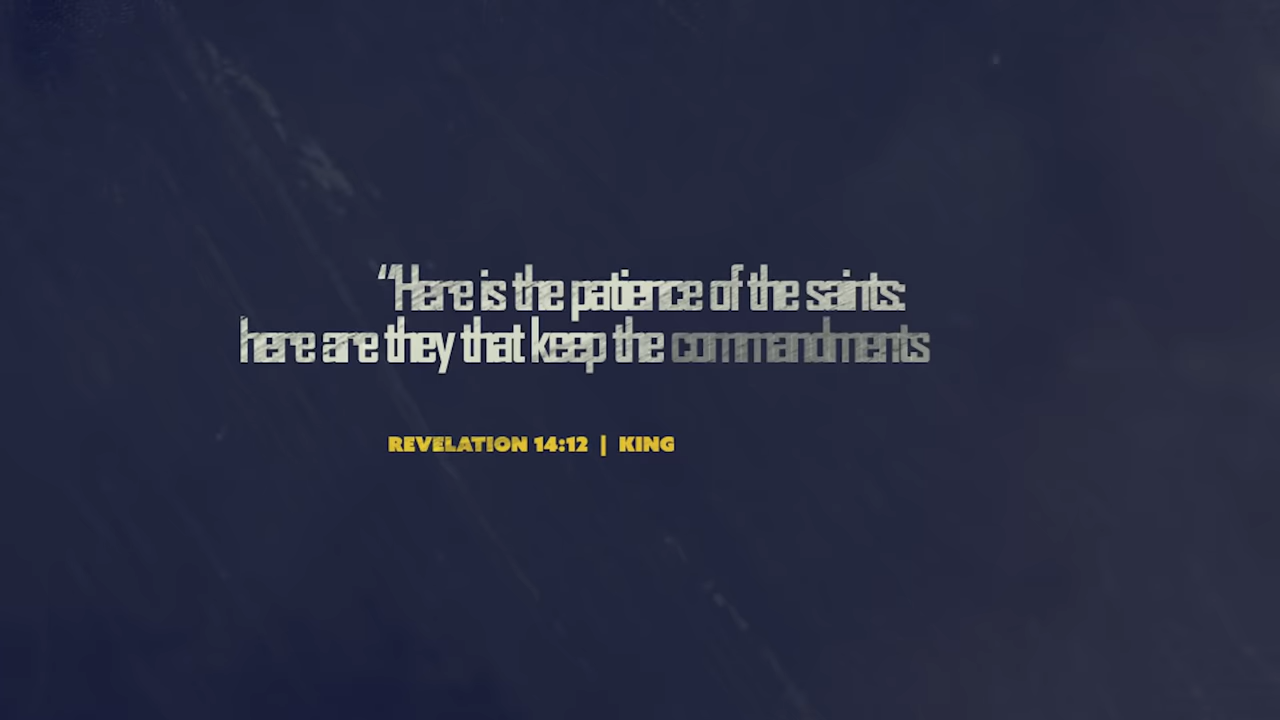 “Here is the patience of the saints:
here are they that keep the commandments
REVELATION 14:12 | KING